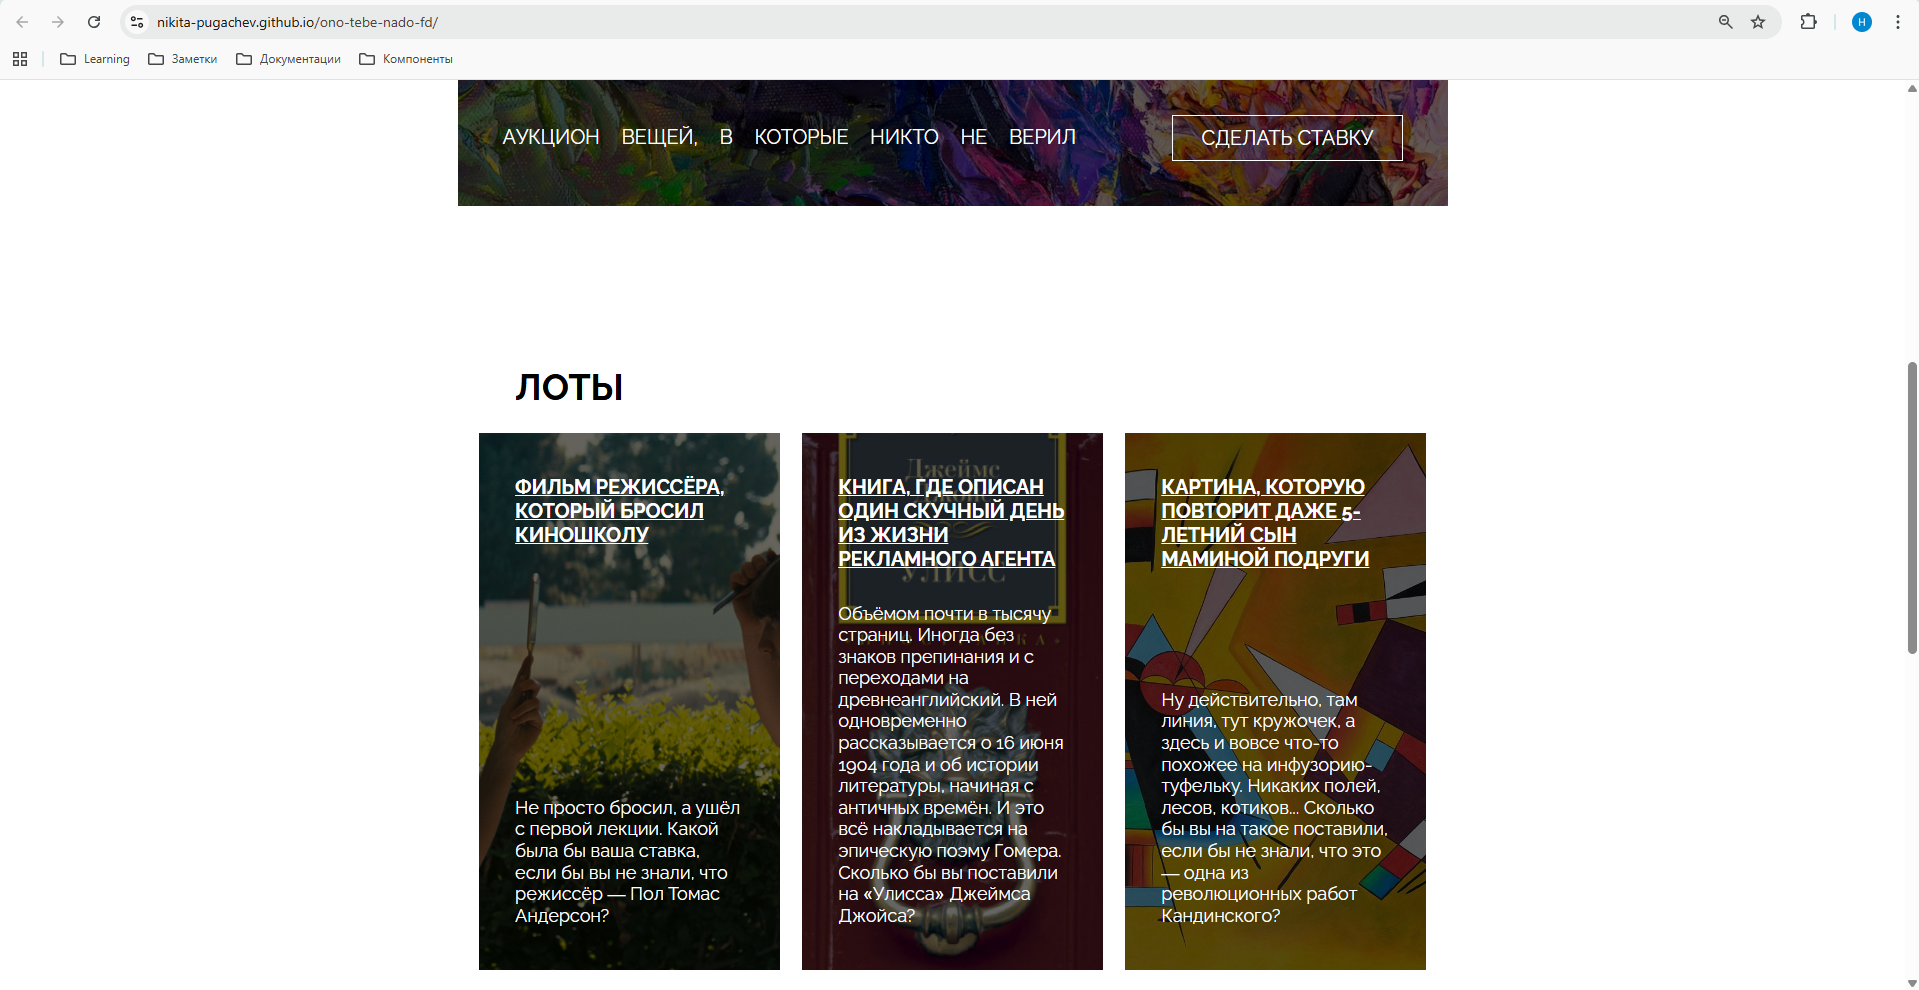 nikita-pugachev.github.io/ono-tebe-nado-fd/
Н
Learning
Заметки
Документации
Компоненты
АУКЦИОН ВЕЩЕЙ, В КОТОРЫЕ НИКТО НЕ ВЕРИЛ
СДЕЛАТЬ СТАВКУ
ЛОТЫ
ФИЛЬМ РЕЖИССЁРА,
КОТОРЫЙ БРОСИЛ
КИНОШКОЛУ
Не просто бросил, а ушёл
с первой лекции. Какой
была бы ваша ставка,
если бы вы не знали, что
режиссёр — Пол Томас
Андерсон?
Джеймс
Джойс
УЛИСС
КНИГА, ГДЕ ОПИСАН
ОДИН СКУЧНЫЙ ДЕНЬ
ИЗ ЖИЗНИ
РЕКЛАМНОГО АГЕНТА
Объёмом почти в тысячу
страниц. Иногда без
знаков препинания и с
переходами на
древнеанглийский. В ней
одновременно
рассказывается о 16 июня
1904 года и об истории
литературы, начиная с
античных времён. И это
всё накладывается на
эпическую поэму Гомера.
Сколько бы вы поставили
на «Улисса» Джеймса
Джойса?
КАРТИНА, КОТОРУЮ
ПОВТОРИТ ДАЖЕ 5-
ЛЕТНИЙ СЫН
МАМИНОЙ ПОДРУГИ
Ну действительно, там
линия, тут кружочек, а
здесь и вовсе что-то
похожее на инфузорию-
туфельку. Никаких полей,
лесов, котиков... Сколько
бы вы на такое поставили,
если бы не знали, что это
— одна из
революционных работ
Кандинского?